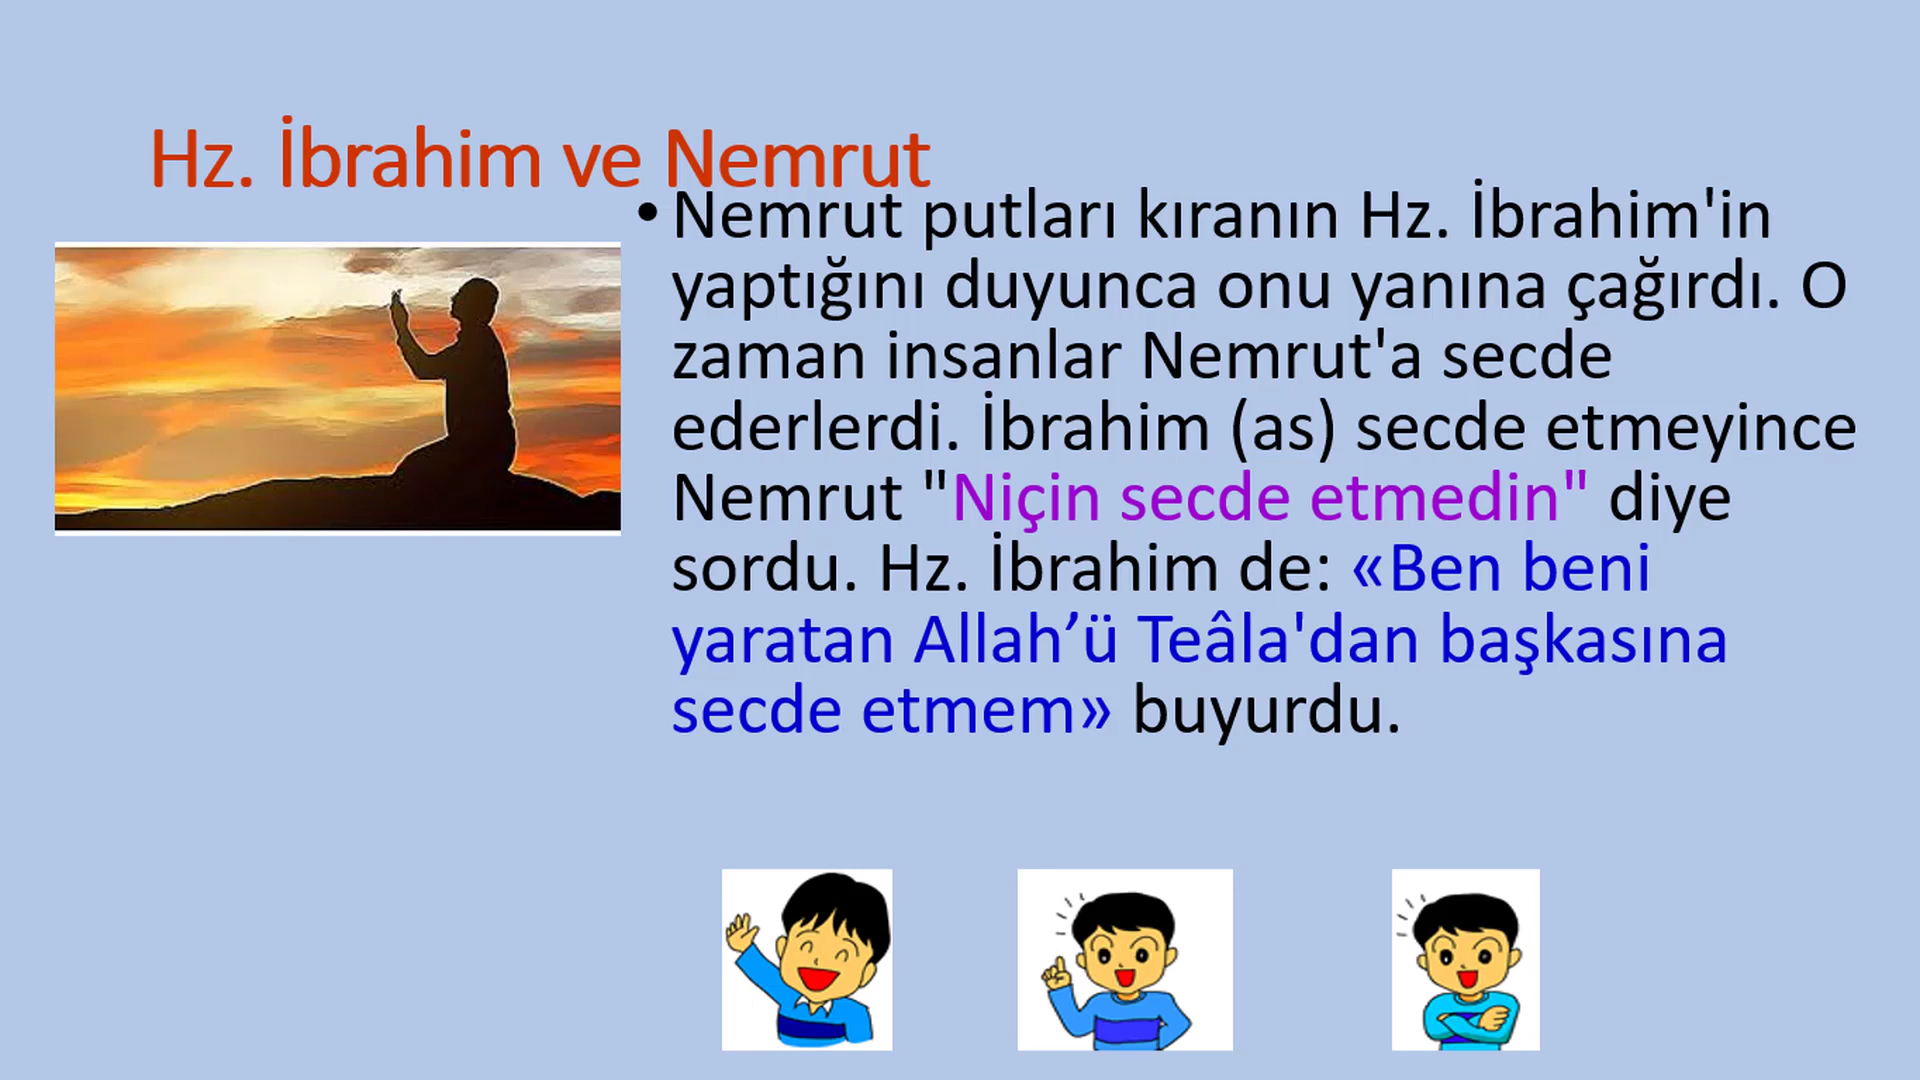 Hz. İbrahim ve Nemrut
• Nemrut putları kıranın Hz. İbrahim'in
yaptığını duyunca onu yanına çağırdı. O
zaman insanlar Nemrut'a secde
ederlerdi. İbrahim (as) secde etmeyince
Nemrut "Niçin secde etmedin" diye
sordu. Hz. İbrahim de: «Ben beni
yaratan Allah’ü Teâla'dan başkasına
secde etmem» buyurdu.